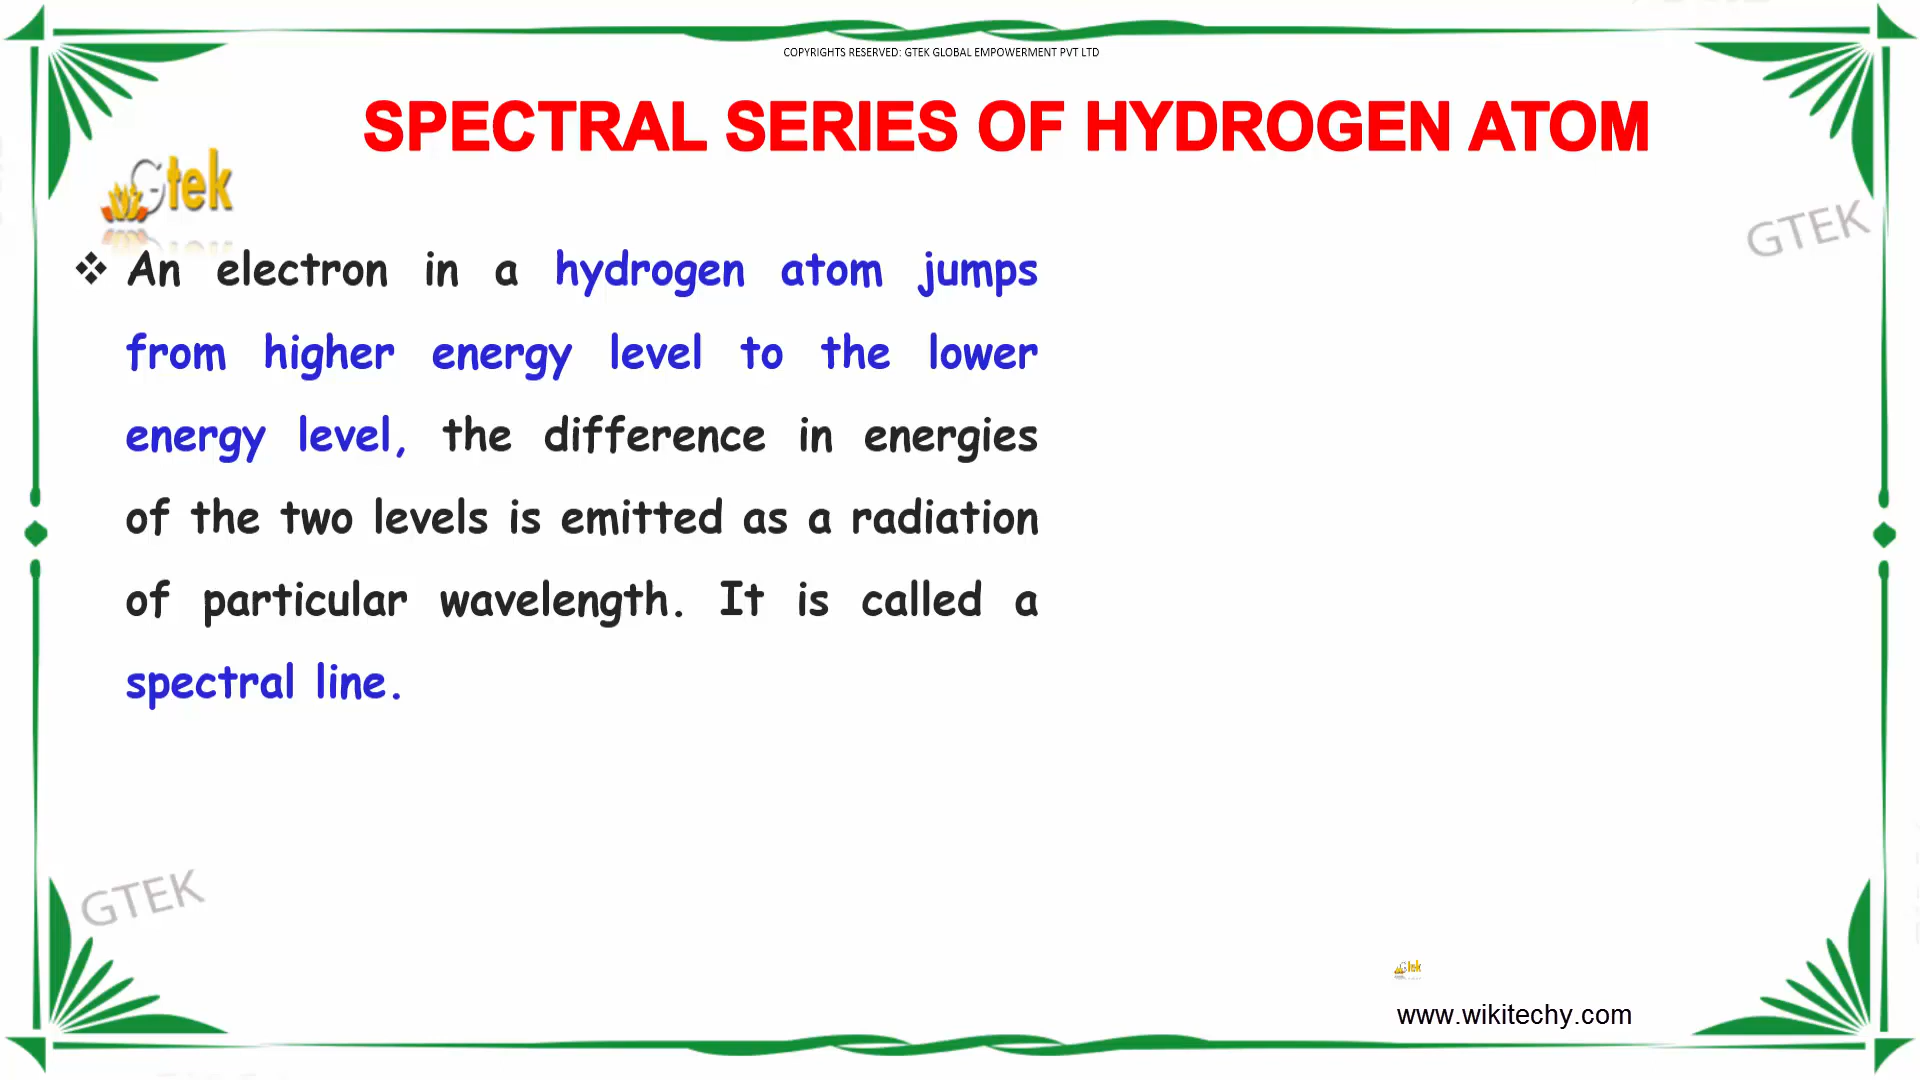 COPYRIGHTS RESERVED: GTEK GLOBAL EMPOWERMENT PVT LTD
SPECTRAL SERIES OF HYDROGEN ATOM
Gtek
GTEK
❖ An electron in a hydrogen atom jumps
from higher energy level to the lower
energy level, the difference in energies
of the two levels is emitted as a radiation
of particular wavelength. It is called a
spectral line.
GTEK
Gtek
www.wikitechy.com